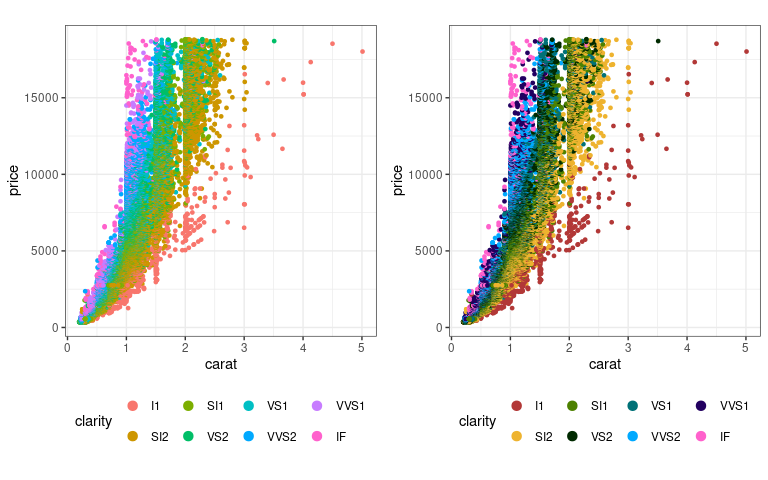 15000
10000
5000
0
price
0 1 2 3 4 5
carat
clarity
I1 SI1 VS1 VVS1
SI2 VS2 VVS2 IF
15000
10000
5000
0
price
0 1 2 3 4 5
carat
clarity
I1 SI1 VS1 VVS1
SI2 VS2 VVS2 IF